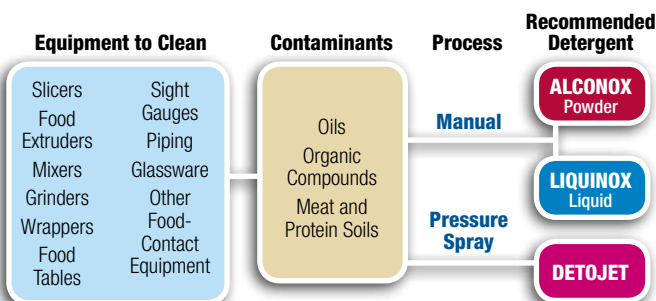 Equipment to Clean
Contaminants
Process
Recommended
Detergent
Slicers
Food
Extruders
Mixers
Grinders
Wrappers
Food
Tables
Sight
Gauges
Piping
Glassware
Other
Food-
Contact
Equipment
Oils
Organic
Compounds
Meat and
Protein Soils
Manual
Pressure
Spray
ALCONOX
Powder
LIQUINOX
Liquid
DETOJET